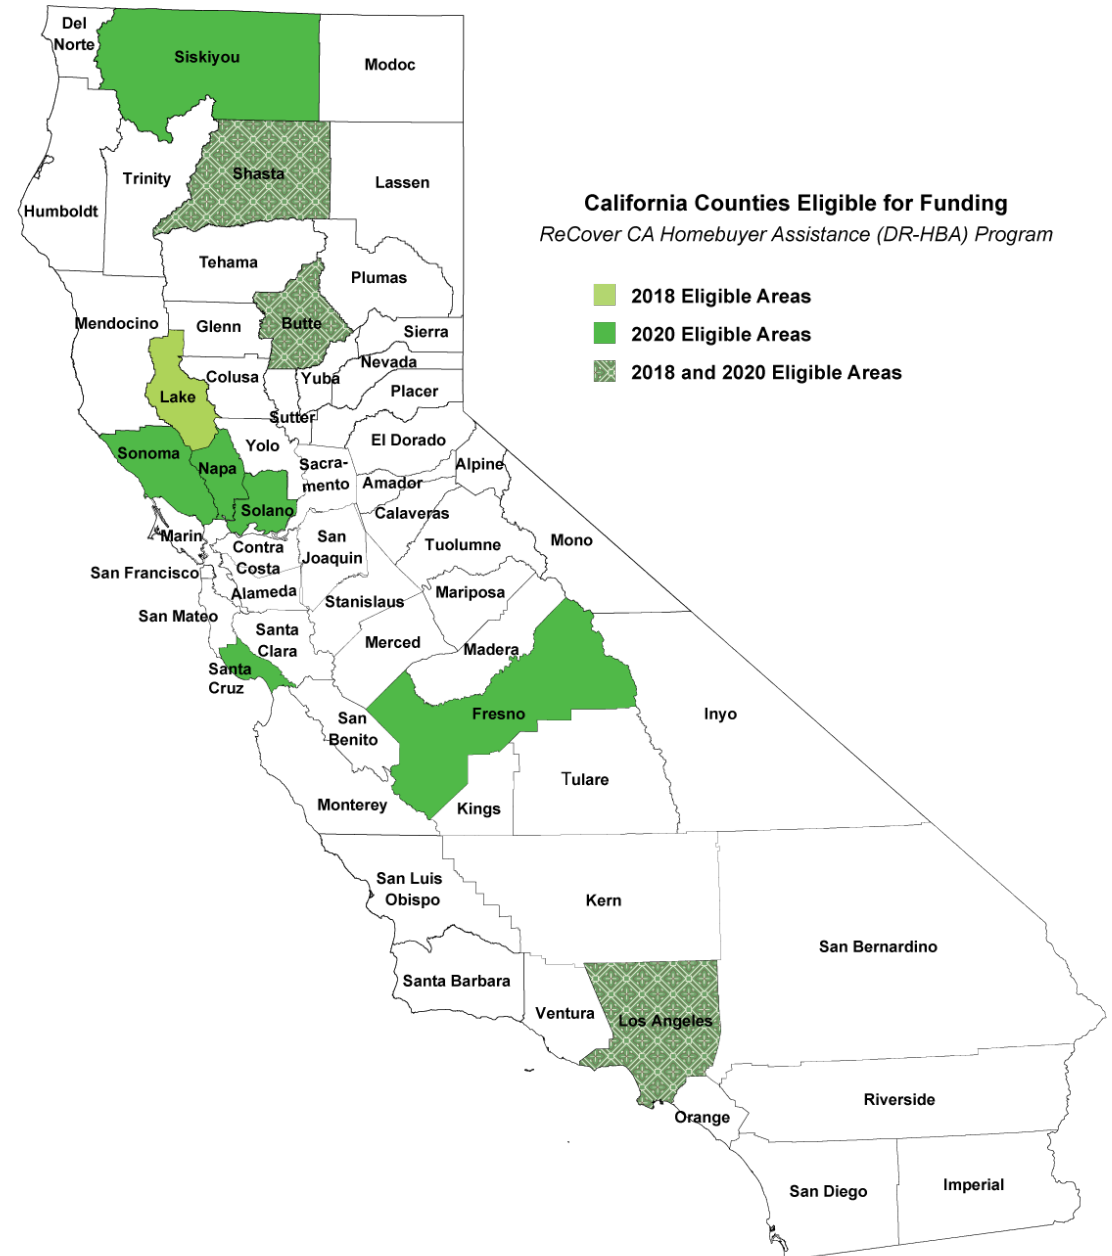 Del
Norte
Siskiyou
Modoc
Shasta
Trinity
Lassen
Humboldt
California Counties Eligible for Funding
ReCover CA Homebuyer Assistance (DR-HBA) Program
Tehama
Plumas
2018 Eligible Areas
Mendocino
Glenn
Butte
Sierra
2020 Eligible Areas
Nevada
Colusa
Yuba
2018 and 2020 Eligible Areas
Placer
Lake
Sutter
El Dorado
Yolo
Sonoma
Napa
Sacra-
mento
Alpine
Amador
Solano
Calaveras
Marin
Contra
Costa
San
Joaquin
Tuolumne
Mono
San Francisco
Alameda
Mariposa
Stanislaus
San Mateo
Santa
Clara
Merced
Madera
Santa
Cruz
Fresno
Inyo
San
Benito
Tulare
Monterey
Kings
San Luis
Obispo
Kern
San Bernardino
Santa Barbara
Ventura
Los Angeles
Riverside
Orange
San Diego
Imperial